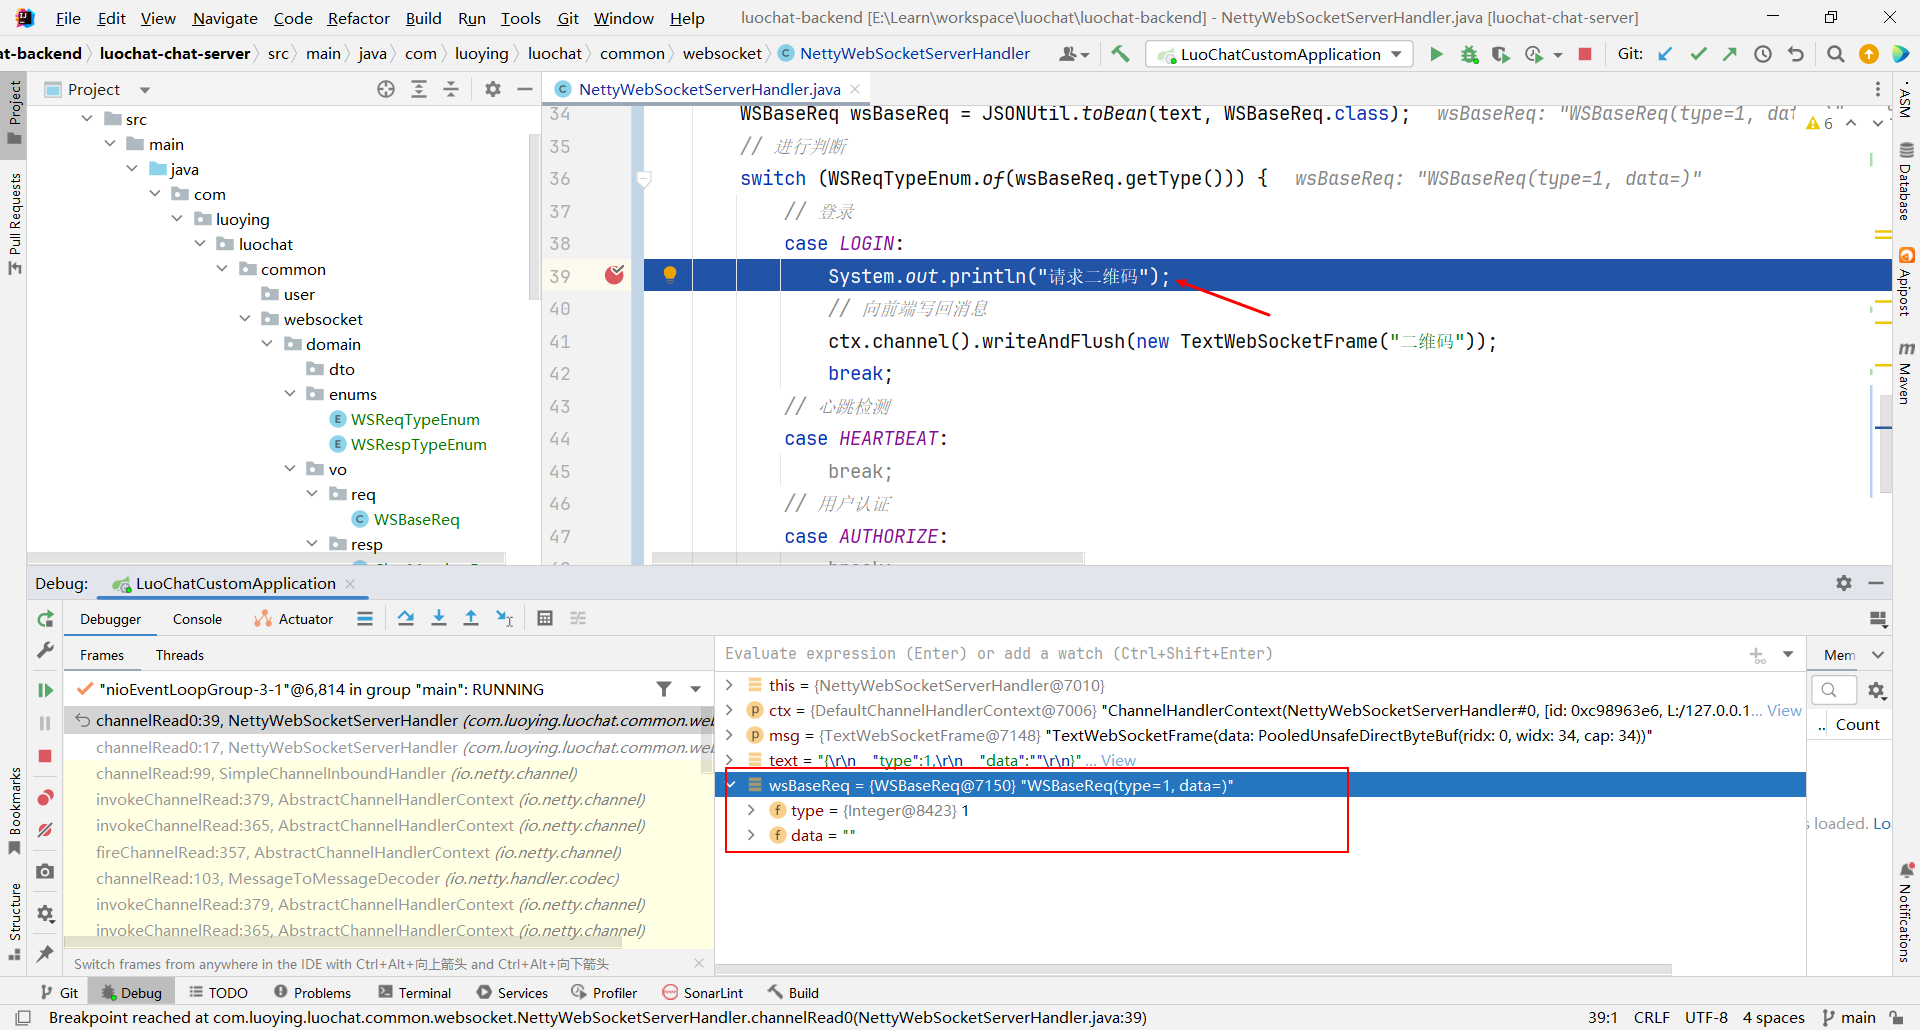 File Edit View Navigate Code Refactor Build Run Tools Git Window Help luochat-backend [E:\Learn\workspace\luochat\luochat-backend] - NettyWebSocketServerHandler.java [luochat-chat-server]
at-backend luochat-chat-server src main java com luoying luochat common websocket NettyWebSocketServerHandler LuoChatCustomApplication Git:
Project
NettyWebSocketServerHandler.java
src
main
java
com
luoying
luochat
common
user
websocket
domain
dto
enums
WSReqTypeEnum
WSRespTypeEnum
vo
req
WSBaseReq
resp
34 WSBaseReq wsBaseReq = JSONUtil.toBean(text, WSBaseReq.class); wsBaseReq: "WSBaseReq(type=1, dat
6
35 // 进行判断
36 switch (WSReqTypeEnum.of(wsBaseReq.getType())) { wsBaseReq: "WSBaseReq(type=1, data=)"
37 // 登录
38 case LOGIN:
39 System.out.println("请求二维码");
40 // 向前端写回消息
41 ctx.channel().writeAndFlush(new TextWebSocketFrame("二维码"));
42 break;
43 // 心跳检测
44 case HEARTBEAT:
45 break;
46 // 用户认证
47 case AUTHORIZE:
Project
Pull Requests
Bookmarks
Structure
ASM
Database
Apipost
Maven
Notifications
Debug: LuoChatCustomApplication
Debugger Console Actuator
Frames Threads
"nioEventLoopGroup-3-1"@6,814 in group "main": RUNNING
channelRead0:39, NettyWebSocketServerHandler (com.luoying.luochat.common.we
channelRead0:17, NettyWebSocketServerHandler (com.luoying.luochat.common.we
channelRead:99, SimpleChannelInboundHandler (io.netty.channel)
invokeChannelRead:379, AbstractChannelHandlerContext (io.netty.channel)
invokeChannelRead:365, AbstractChannelHandlerContext (io.netty.channel)
fireChannelRead:357, AbstractChannelHandlerContext (io.netty.channel)
channelRead:103, MessageToMessageDecoder (io.netty.handler.codec)
invokeChannelRead:379, AbstractChannelHandlerContext (io.netty.channel)
invokeChannelRead:365, AbstractChannelHandlerContext (io.netty.channel)
Switch frames from anywhere in the IDE with Ctrl+Alt+向上箭头 and Ctrl+Alt+向下箭头
Evaluate expression (Enter) or add a watch (Ctrl+Shift+Enter)
this = {NettyWebSocketServerHandler@7010}
ctx = {DefaultChannelHandlerContext@7006} "ChannelHandlerContext(NettyWebSocketServerHandler#0, [id: 0xc98963e6, L:/127.0.0.1... View
msg = {TextWebSocketFrame@7148} "TextWebSocketFrame(data: PooledUnsafeDirectByteBuf(ridx: 0, widx: 34, cap: 34))"
text = "{\r\n "type":1,\r\n "data":""\r\n}" ... View
wsBaseReq = {WSBaseReq@7150} "WSBaseReq(type=1, data=)"
type = {Integer@8423} 1
data = ""
Mem
.. Count
s loaded. Lo
Git Debug TODO Problems Terminal Services Profiler SonarLint Build
Breakpoint reached at com.luoying.luochat.common.websocket.NettyWebSocketServerHandler.channelRead0(NettyWebSocketServerHandler.java:39) 39:1 CRLF UTF-8 4 spaces main